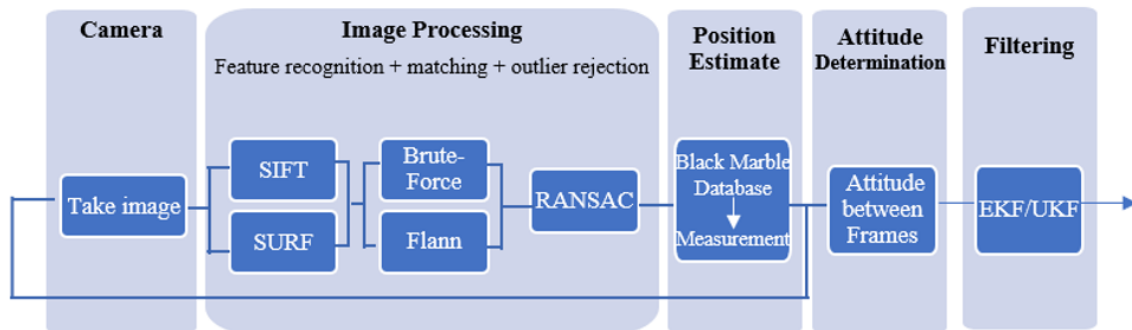 Camera
Image Processing
Feature recognition + matching + outlier rejection
Position
Estimate
Attitude
Determination
Filtering
Take image
SIFT
SURF
Brute-
Force
Flann
RANSAC
Black Marble
Database
Measurement
Attitude
between
Frames
EKF/UKF